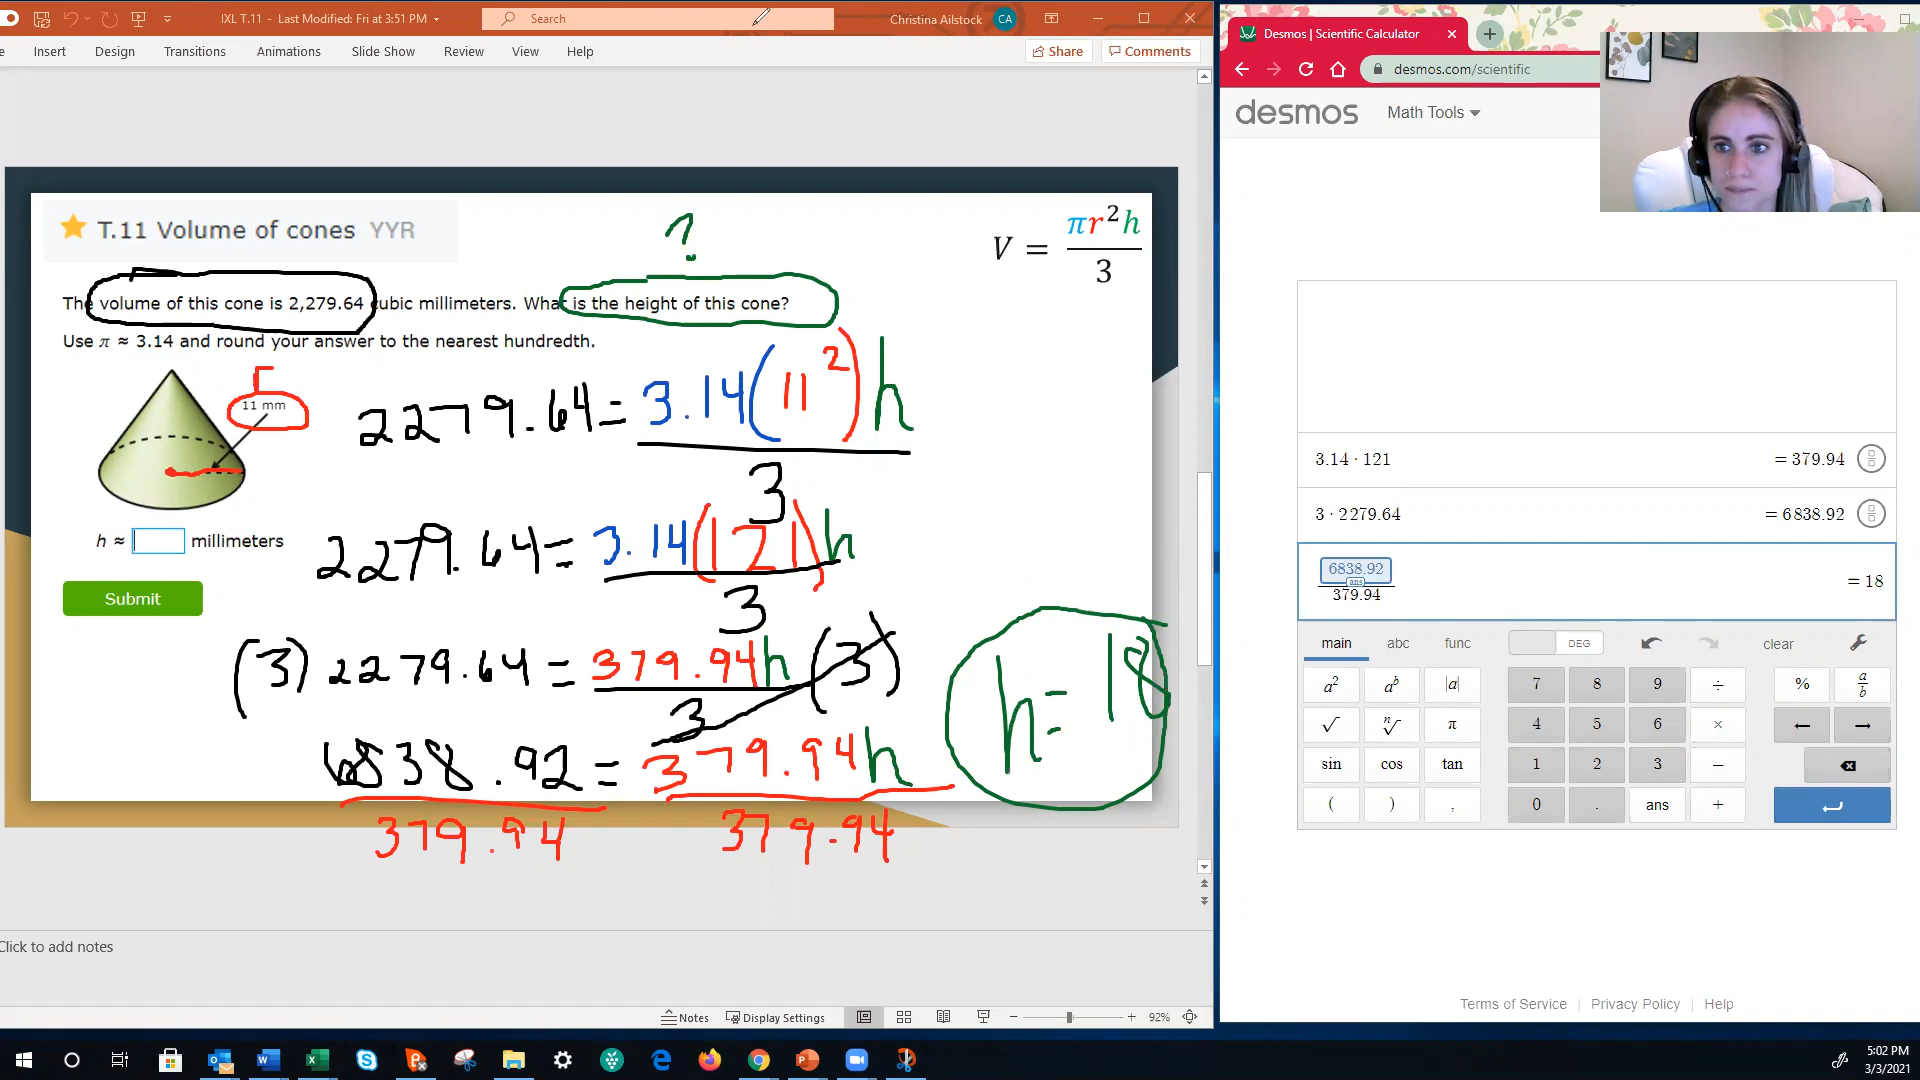 IXL T.11 - Last Modified: Fri at 3:51 PM
Search
Christina Ailstock CA
Insert Design Transitions Animations Slide Show Review View Help
Share Comments
T.11 Volume of cones YYR
?
V = πr²h/3
The volume of this cone is 2,279.64 cubic millimeters. What is the height of this cone?
Use π ≈ 3.14 and round your answer to the nearest hundredth.
r
11 mm
2279.64 = 3.14(11²)h
3
h ≈ millimeters
2279.64 = 3.14(121)h
3
Submit
(3) 2279.64 = 379.94h (3)
3
6838.92 = 379.94h
379.94 379.94
h = 18
Click to add notes
Notes Display Settings 92%
Desmos | Scientific Calculator
desmos.com/scientific
desmos Math Tools
3.14 · 121 = 379.94
3 · 2279.64 = 6838.92
6838.92
ans
379.94
= 18
main abc func DEG clear
a² aᵇ |a| 7 8 9 ÷ % a/b
√ ⁿ√ π 4 5 6 × ← →
sin cos tan 1 2 3 −
( ) , 0 . ans +
Terms of Service | Privacy Policy | Help
5:02 PM
3/3/2021